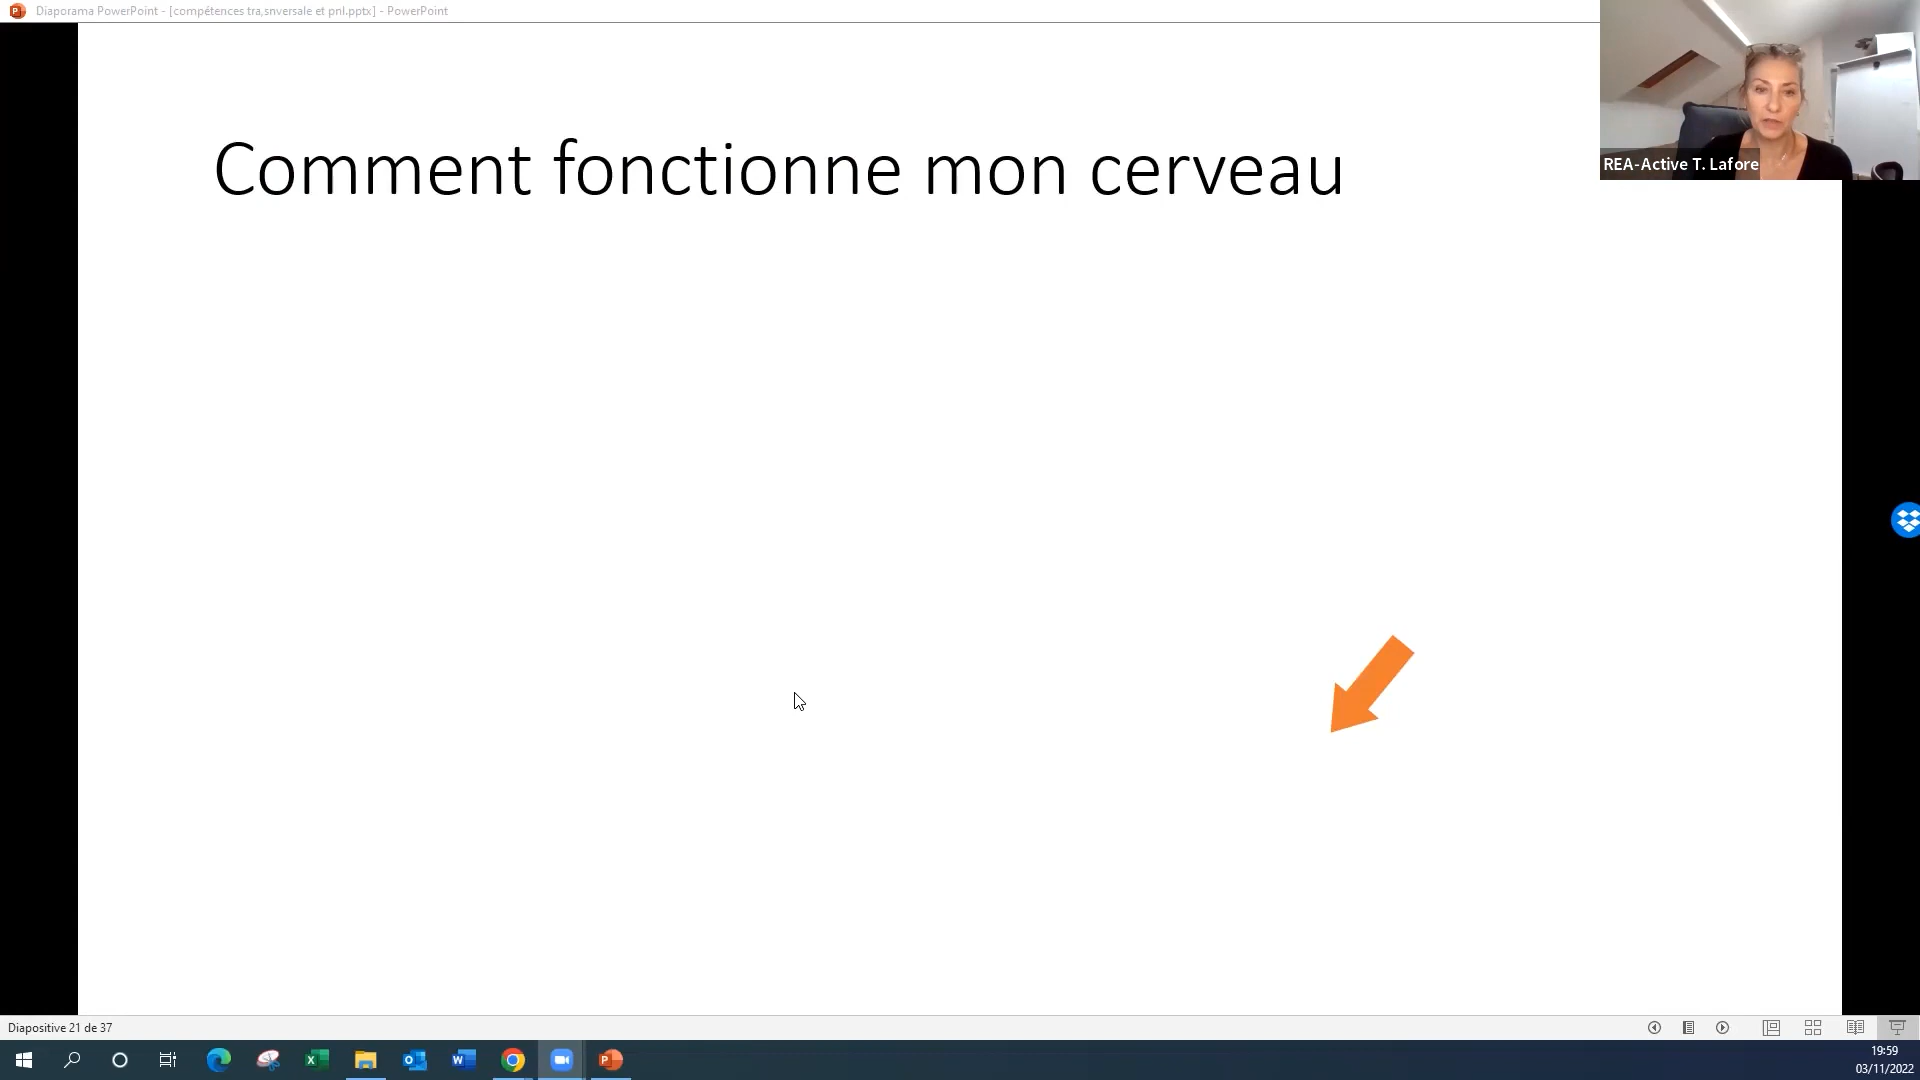 Diaporama PowerPoint - [compétences tra,snversale et pnl.pptx] - PowerPoint
Comment fonctionne mon cerveau
REA-Active T. Lafore
Diapositive 21 de 37
19:59
03/11/2022